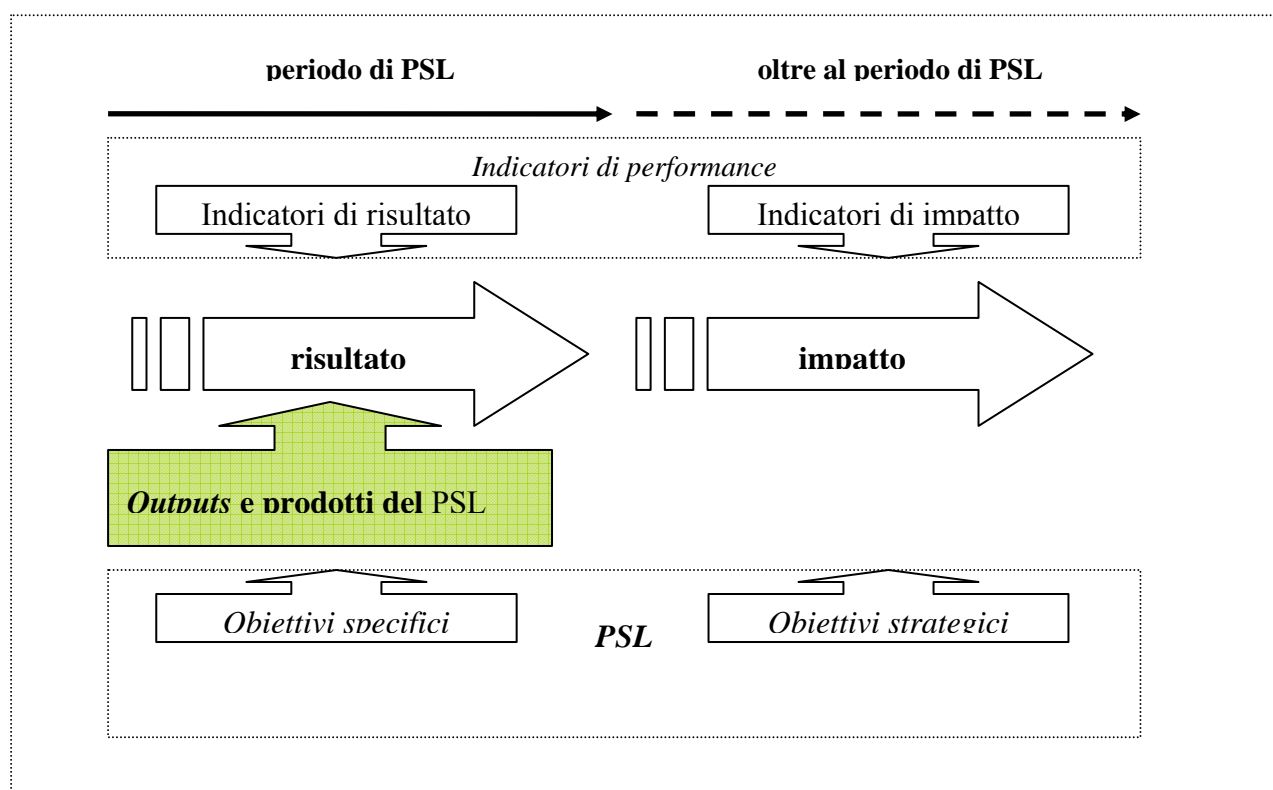 periodo di PSL
oltre al periodo di PSL
Indicatori di performance
Indicatori di risultato
Indicatori di impatto
risultato
impatto
Outputs e prodotti del PSL
Obiettivi specifici
PSL
Obiettivi strategici